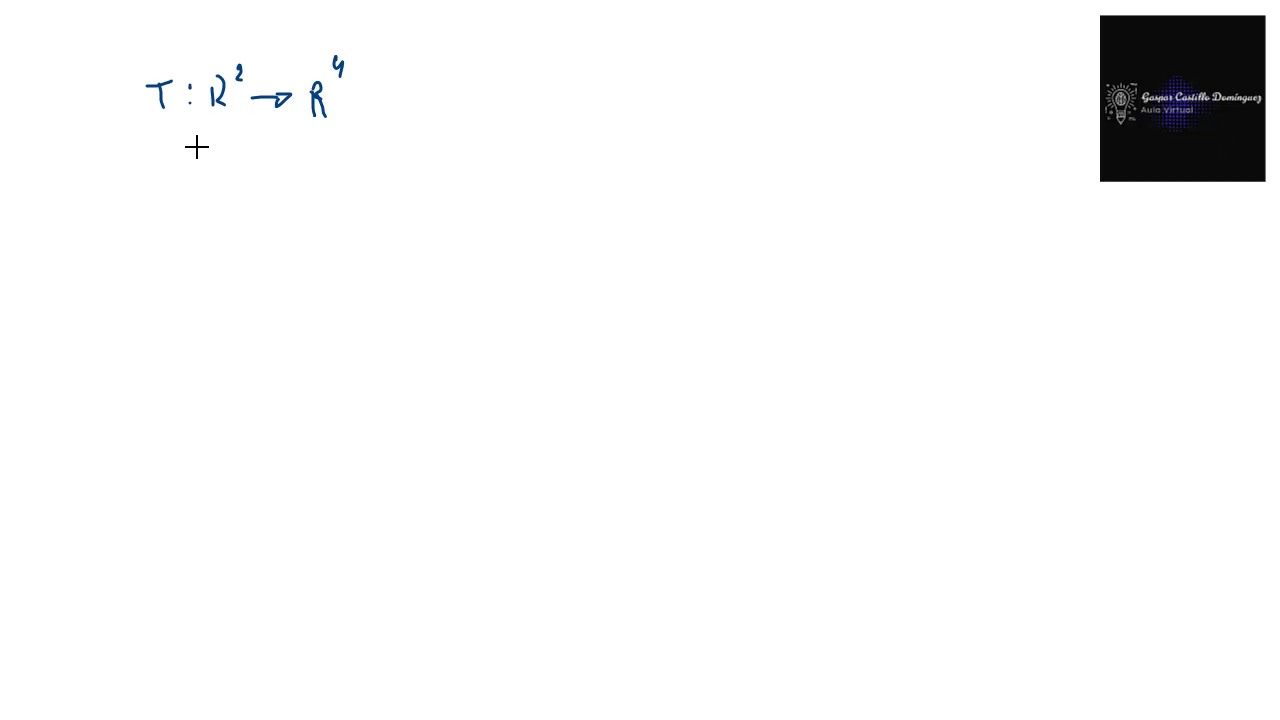 T : R² → R⁴
Gaspar Castillo Domínguez
Aula Virtual